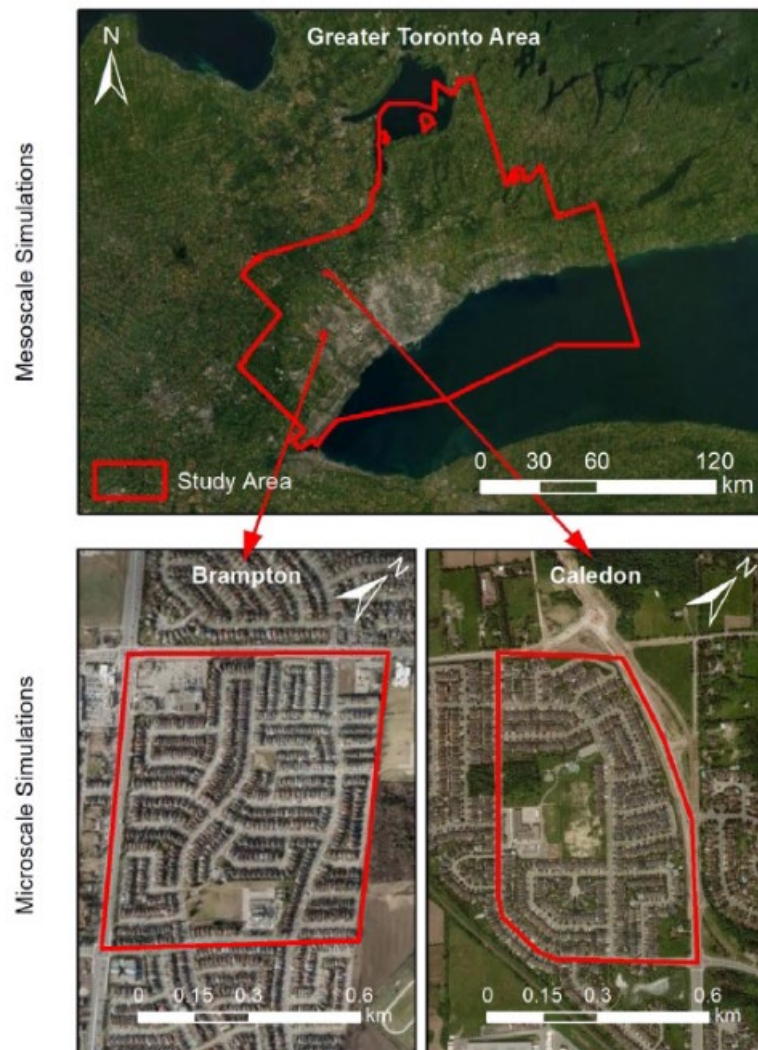 Mesoscale Simulations
N
Greater Toronto Area
Study Area
0 30 60 120
km
Microscale Simulations
Brampton
N
0 0.15 0.3 0.6
km
Caledon
N
0 0.15 0.3 0.6
km